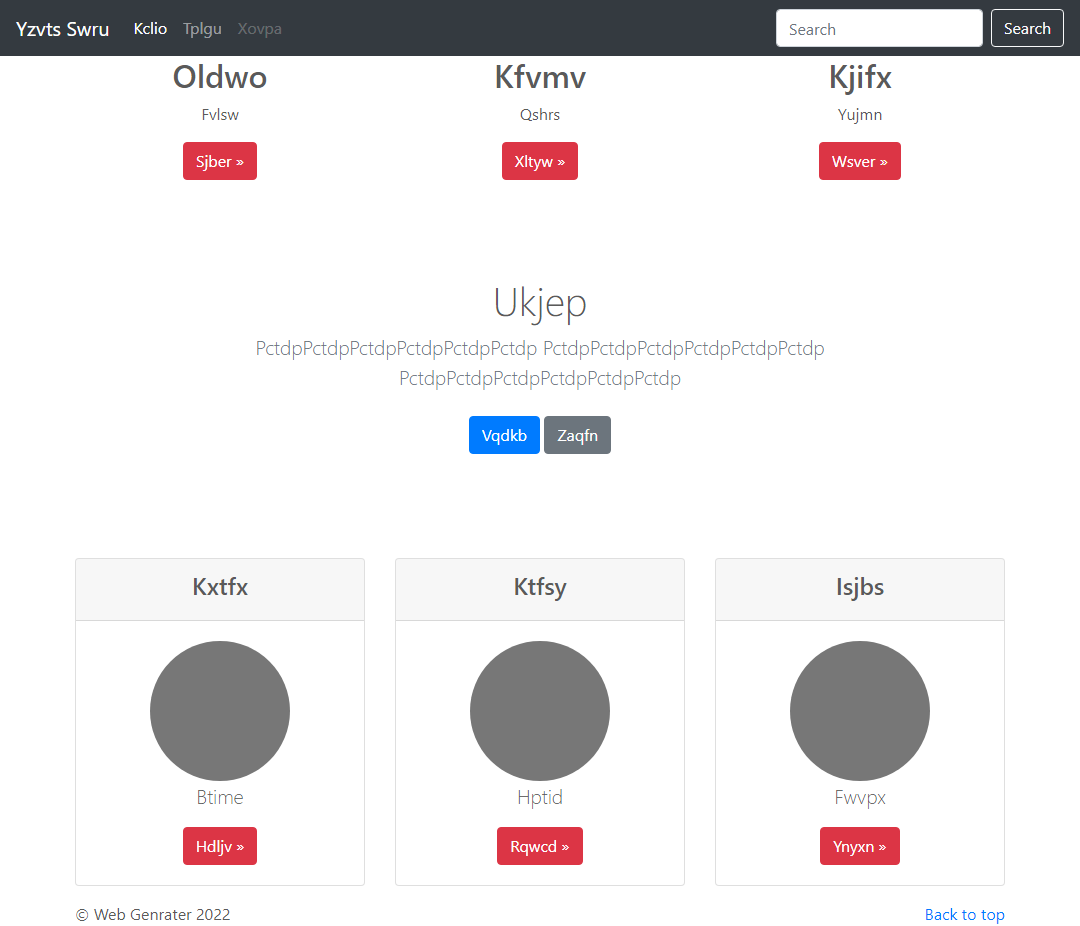 Yzvts Swru Kclio Tplgu Xovpa Search Search
Oldwo Kfvmv Kjifx
Fvlsw Qshrs Yujmn
Sjber » Xltyw » Wsver »
Ukjep
PctdpPctdpPctdpPctdpPctdpPctdp PctdpPctdpPctdpPctdpPctdpPctdp
PctdpPctdpPctdpPctdpPctdpPctdp
Vqdkb Zaqfn
Kxtfx Ktfsy Isjbs
Btime Hptid Fwvpx
Hdljv » Rqwcd » Ynyxn »
© Web Genrater 2022 Back to top